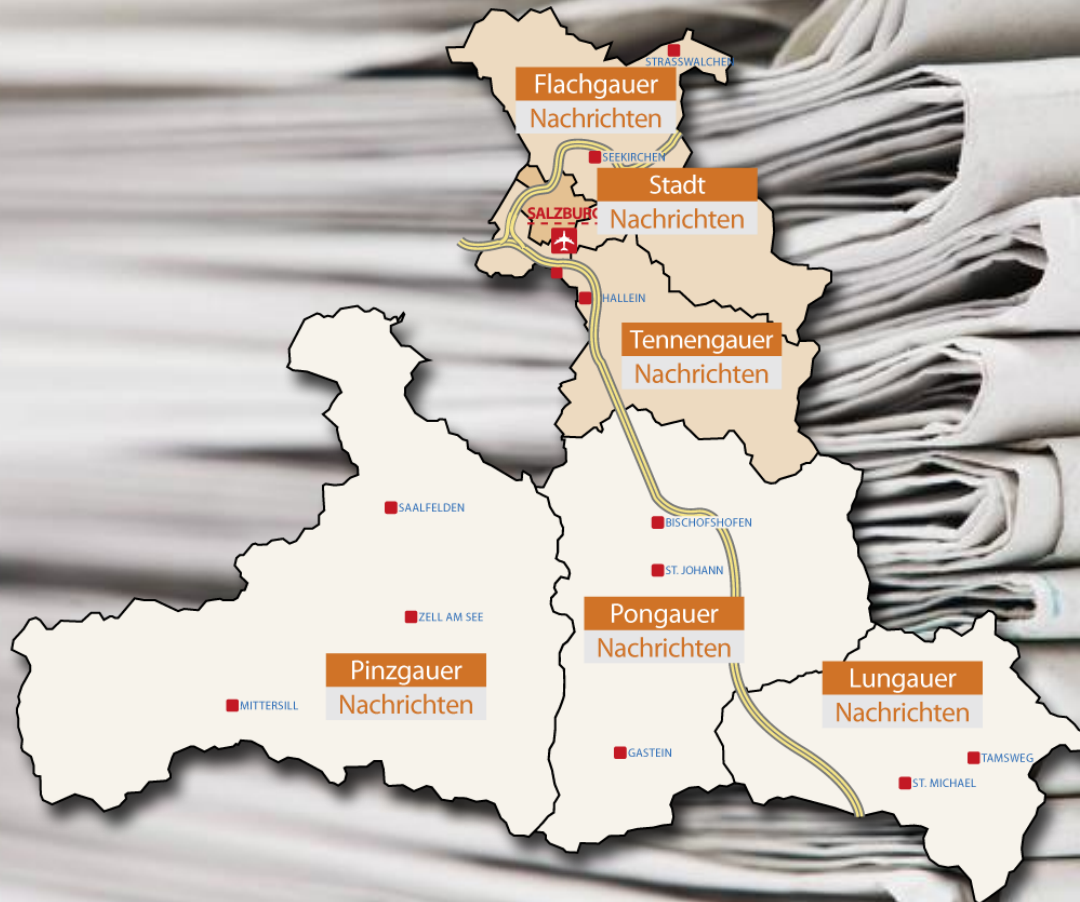 STRASSWALCHEN
Flachgauer
Nachrichten
SEEKIRCHEN
Stadt
Nachrichten
SALZBURG
HALLEIN
Tennengauer
Nachrichten
SAALFELDEN
BISCHOFSHOFEN
ST. JOHANN
Pongauer
Nachrichten
ZELL AM SEE
Pinzgauer
Nachrichten
MITTERSILL
Lungauer
Nachrichten
GASTEIN
TAMSWEG
ST. MICHAEL